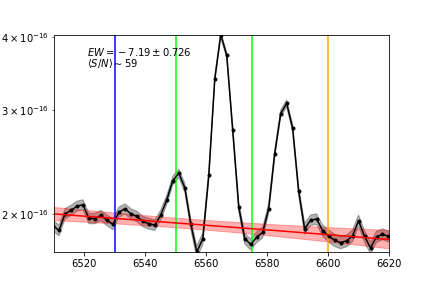 4 × 10⁻¹⁶
EW = −7.19 ± 0.726
⟨S/N⟩ ~ 59
3 × 10⁻¹⁶
2 × 10⁻¹⁶
6520 6540 6560 6580 6600 6620